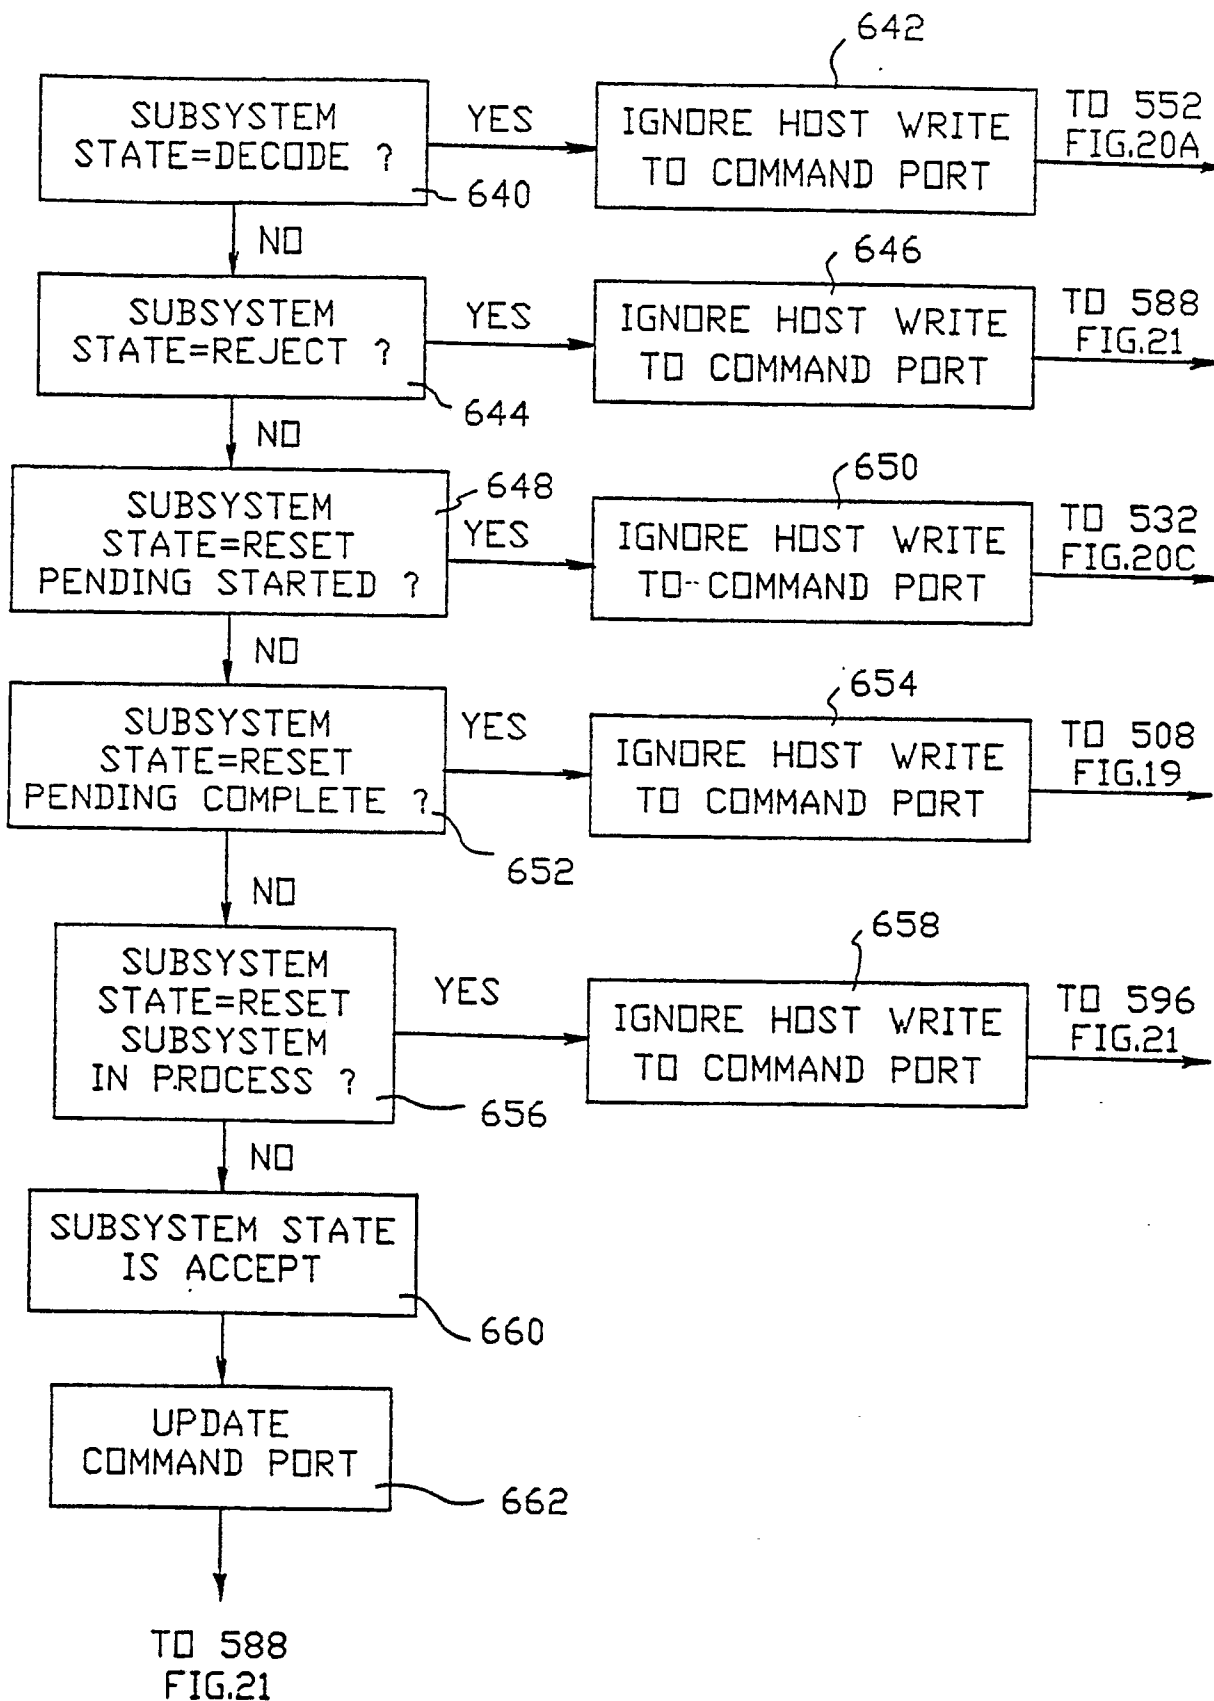 642
SUBSYSTEM
STATE=DECODE ?
640
YES
IGNORE HOST WRITE
TO COMMAND PORT
TO 552
FIG.20A
NO
646
SUBSYSTEM
STATE=REJECT ?
644
YES
IGNORE HOST WRITE
TO COMMAND PORT
TO 588
FIG.21
NO
650
SUBSYSTEM
STATE=RESET
PENDING STARTED ?
648
YES
IGNORE HOST WRITE
TO COMMAND PORT
TO 532
FIG.20C
NO
654
SUBSYSTEM
STATE=RESET
PENDING COMPLETE ?
652
YES
IGNORE HOST WRITE
TO COMMAND PORT
TO 508
FIG.19
NO
658
SUBSYSTEM
STATE=RESET
SUBSYSTEM
IN PROCESS ?
656
YES
IGNORE HOST WRITE
TO COMMAND PORT
TO 596
FIG.21
NO
SUBSYSTEM STATE
IS ACCEPT
660
UPDATE
COMMAND PORT
662
TO 588
FIG.21